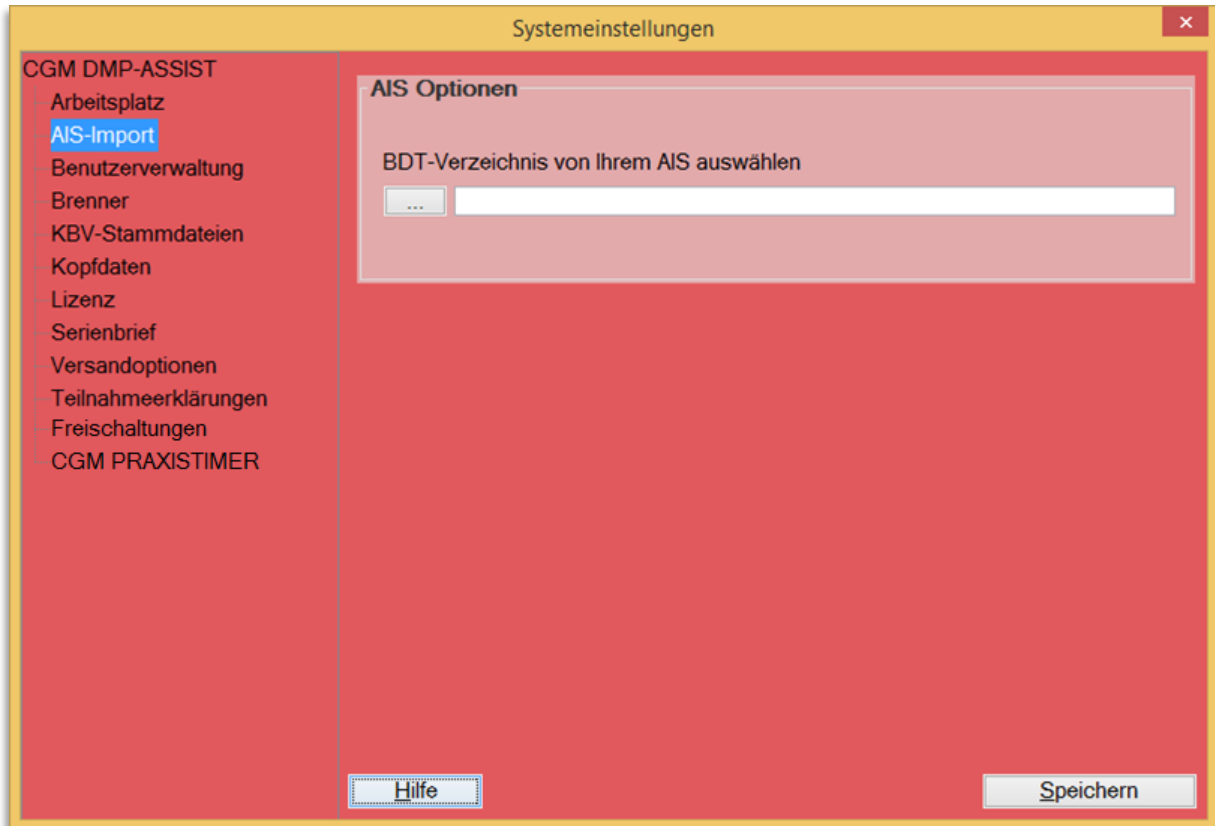 Systemeinstellungen
CGM DMP-ASSIST
Arbeitsplatz
AIS-Import
Benutzerverwaltung
Brenner
KBV-Stammdateien
Kopfdaten
Lizenz
Serienbrief
Versandoptionen
Teilnahmeerklärungen
Freischaltungen
CGM PRAXISTIMER
AIS Optionen
BDT-Verzeichnis von Ihrem AIS auswählen
...
Hilfe
Speichern